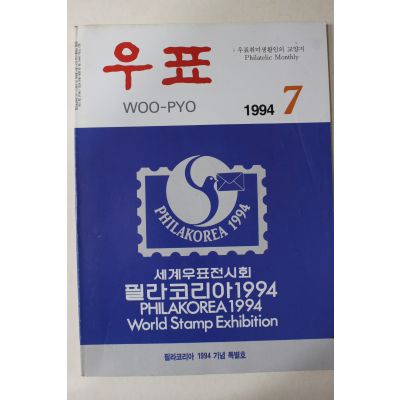 우표
· 우표취미생활인의 교양지
Philatelic Monthly
WOO-PYO
1994 7
PHILAKOREA 1994
세계우표전시회
필라코리아1994
PHILAKOREA 1994
World Stamp Exhibition
필라코리아 1994 기념 특별호